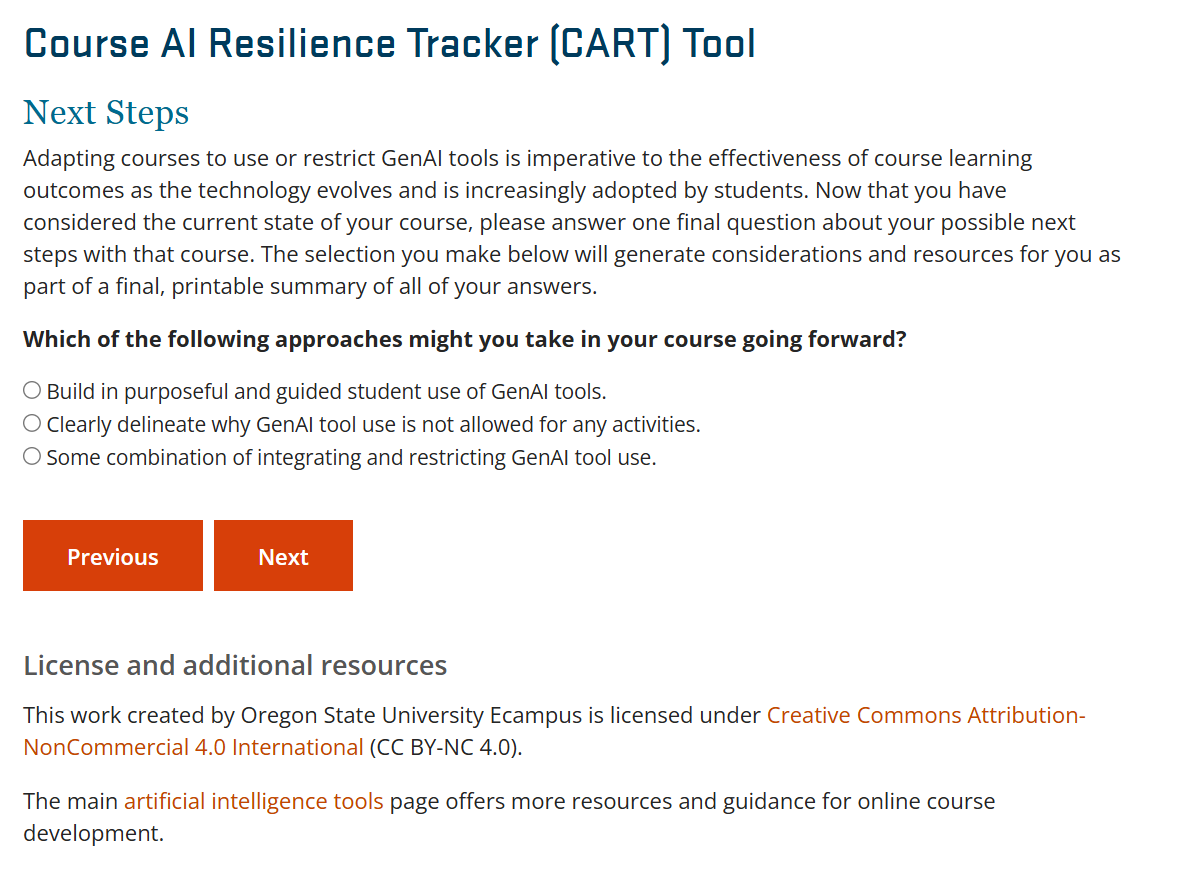 Course AI Resilience Tracker (CART) Tool
Next Steps
Adapting courses to use or restrict GenAI tools is imperative to the effectiveness of course learning
outcomes as the technology evolves and is increasingly adopted by students. Now that you have
considered the current state of your course, please answer one final question about your possible next
steps with that course. The selection you make below will generate considerations and resources for you as
part of a final, printable summary of all of your answers.
Which of the following approaches might you take in your course going forward?
Build in purposeful and guided student use of GenAI tools.
Clearly delineate why GenAI tool use is not allowed for any activities.
Some combination of integrating and restricting GenAI tool use.
Previous Next
License and additional resources
This work created by Oregon State University Ecampus is licensed under Creative Commons Attribution-
NonCommercial 4.0 International (CC BY-NC 4.0).
The main artificial intelligence tools page offers more resources and guidance for online course
development.